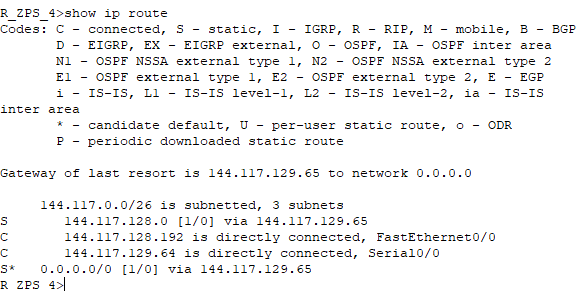 R_ZPS_4>show ip route
Codes: C - connected, S - static, I - IGRP, R - RIP, M - mobile, B - BGP
D - EIGRP, EX - EIGRP external, O - OSPF, IA - OSPF inter area
N1 - OSPF NSSA external type 1, N2 - OSPF NSSA external type 2
E1 - OSPF external type 1, E2 - OSPF external type 2, E - EGP
i - IS-IS, L1 - IS-IS level-1, L2 - IS-IS level-2, ia - IS-IS
inter area
* - candidate default, U - per-user static route, o - ODR
P - periodic downloaded static route
Gateway of last resort is 144.117.129.65 to network 0.0.0.0
144.117.0.0/26 is subnetted, 3 subnets
S 144.117.128.0 [1/0] via 144.117.129.65
C 144.117.128.192 is directly connected, FastEthernet0/0
C 144.117.129.64 is directly connected, Serial0/0
S* 0.0.0.0/0 [1/0] via 144.117.129.65
R_ZPS_4>